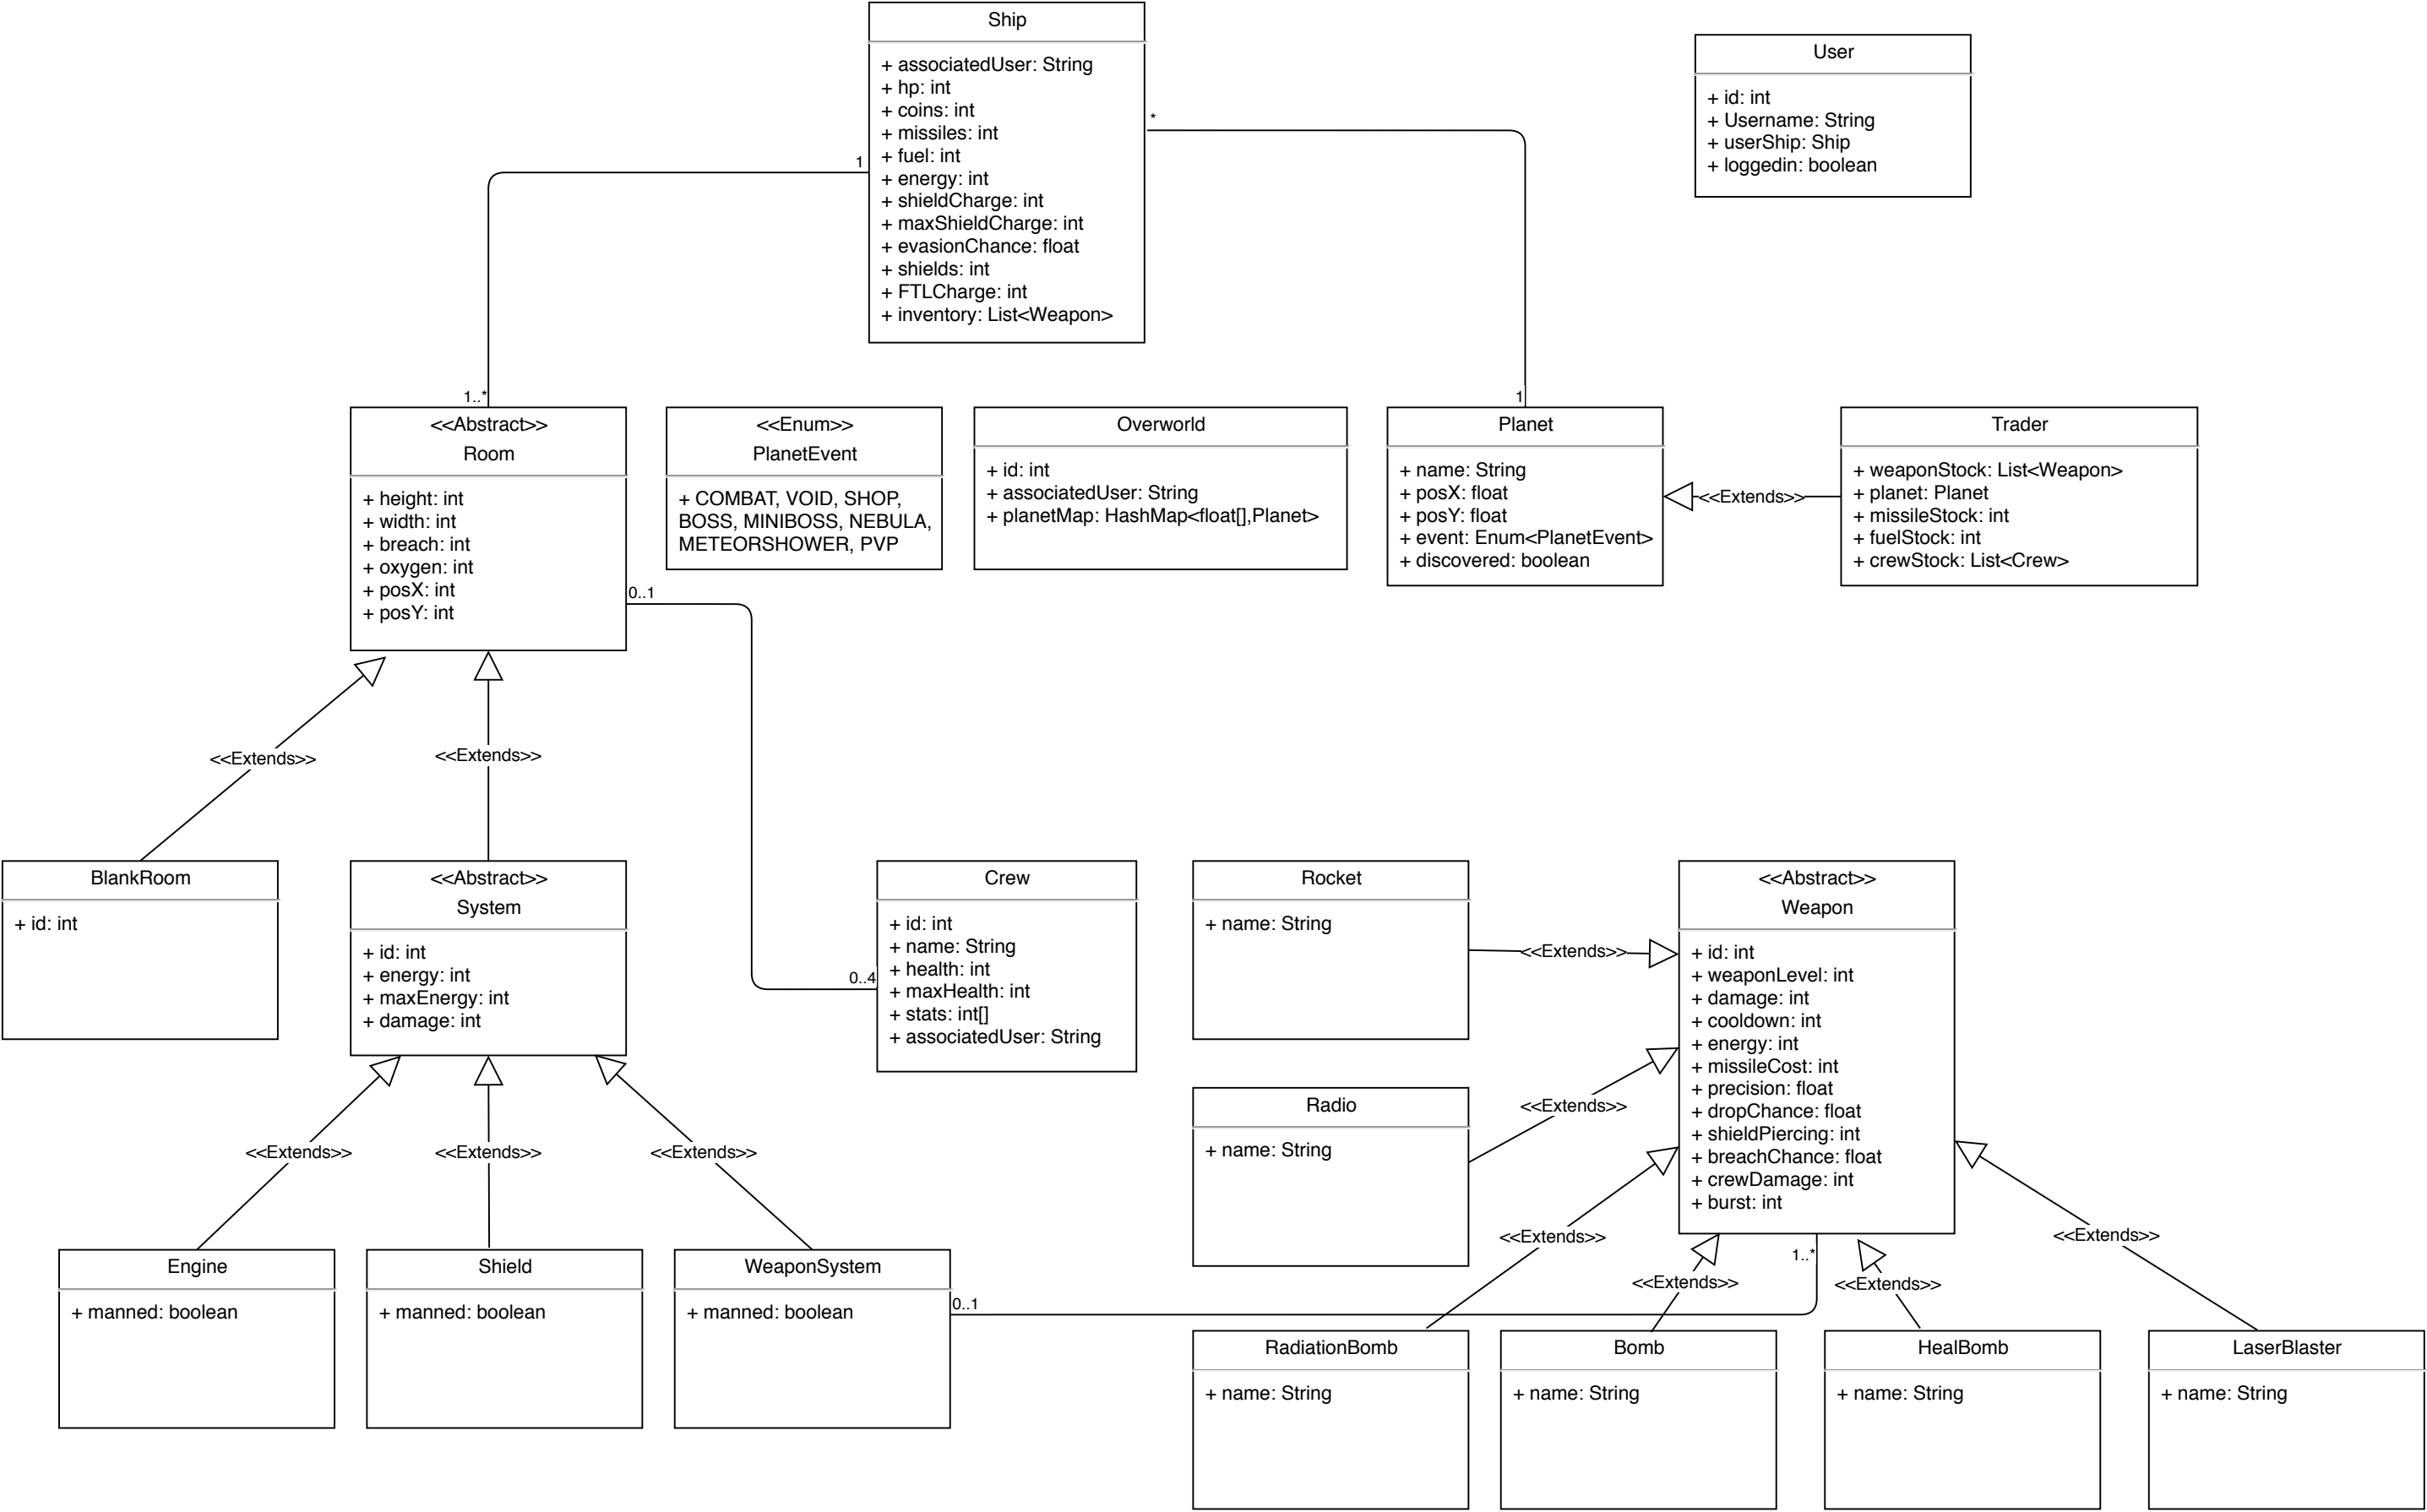 Ship
+ associatedUser: String
+ hp: int
+ coins: int
+ missiles: int
+ fuel: int
+ energy: int
+ shieldCharge: int
+ maxShieldCharge: int
+ evasionChance: float
+ shields: int
+ FTLCharge: int
+ inventory: List<Weapon>
User
+ id: int
+ Username: String
+ userShip: Ship
+ loggedin: boolean
*
1
1..*
1
<<Abstract>>
Room
+ height: int
+ width: int
+ breach: int
+ oxygen: int
+ posX: int
+ posY: int
<<Enum>>
PlanetEvent
+ COMBAT, VOID, SHOP,
BOSS, MINIBOSS, NEBULA,
METEORSHOWER, PVP
Overworld
+ id: int
+ associatedUser: String
+ planetMap: HashMap<float[],Planet>
Planet
+ name: String
+ posX: float
+ posY: float
+ event: Enum<PlanetEvent>
+ discovered: boolean
<<Extends>>
Trader
+ weaponStock: List<Weapon>
+ planet: Planet
+ missileStock: int
+ fuelStock: int
+ crewStock: List<Crew>
0..1
<<Extends>>
<<Extends>>
BlankRoom
+ id: int
<<Abstract>>
System
+ id: int
+ energy: int
+ maxEnergy: int
+ damage: int
0..4
Crew
+ id: int
+ name: String
+ health: int
+ maxHealth: int
+ stats: int[]
+ associatedUser: String
Rocket
+ name: String
<<Extends>>
<<Abstract>>
Weapon
+ id: int
+ weaponLevel: int
+ damage: int
+ cooldown: int
+ energy: int
+ missileCost: int
+ precision: float
+ dropChance: float
+ shieldPiercing: int
+ breachChance: float
+ crewDamage: int
+ burst: int
Radio
+ name: String
<<Extends>>
<<Extends>>
<<Extends>>
<<Extends>>
<<Extends>>
<<Extends>>
<<Extends>>
<<Extends>>
1..*
Engine
+ manned: boolean
Shield
+ manned: boolean
WeaponSystem
+ manned: boolean
0..1
RadiationBomb
+ name: String
Bomb
+ name: String
HealBomb
+ name: String
LaserBlaster
+ name: String